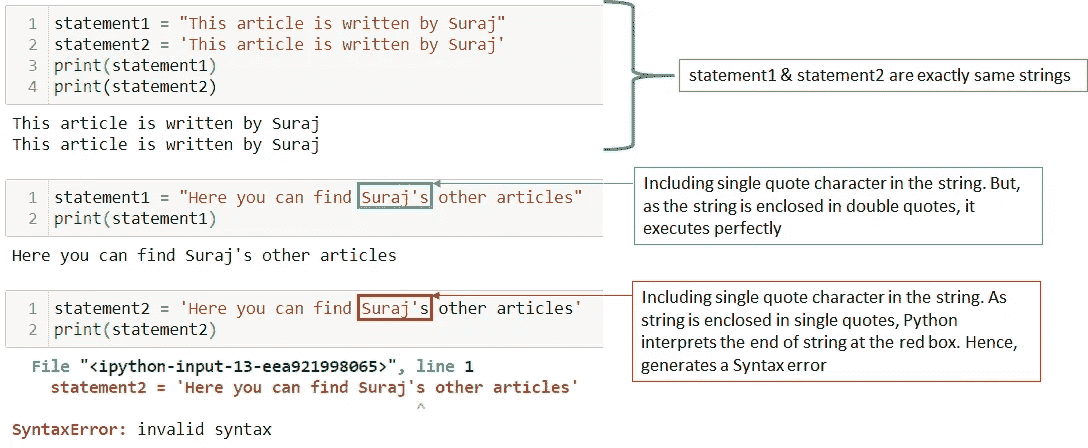 1 statement1 = "This article is written by Suraj"
2 statement2 = 'This article is written by Suraj'
3 print(statement1)
4 print(statement2)
This article is written by Suraj
This article is written by Suraj
statement1 & statement2 are exactly same strings
1 statement1 = "Here you can find Suraj's other articles"
2 print(statement1)
Here you can find Suraj's other articles
Including single quote character in the string. But,
as the string is enclosed in double quotes, it
executes perfectly
1 statement2 = 'Here you can find Suraj's other articles'
2 print(statement2)
File "<ipython-input-13-eea921998065>", line 1
statement2 = 'Here you can find Suraj's other articles'
^
SyntaxError: invalid syntax
Including single quote character in the string. As
string is enclosed in single quotes, Python
interprets the end of string at the red box. Hence,
generates a Syntax error